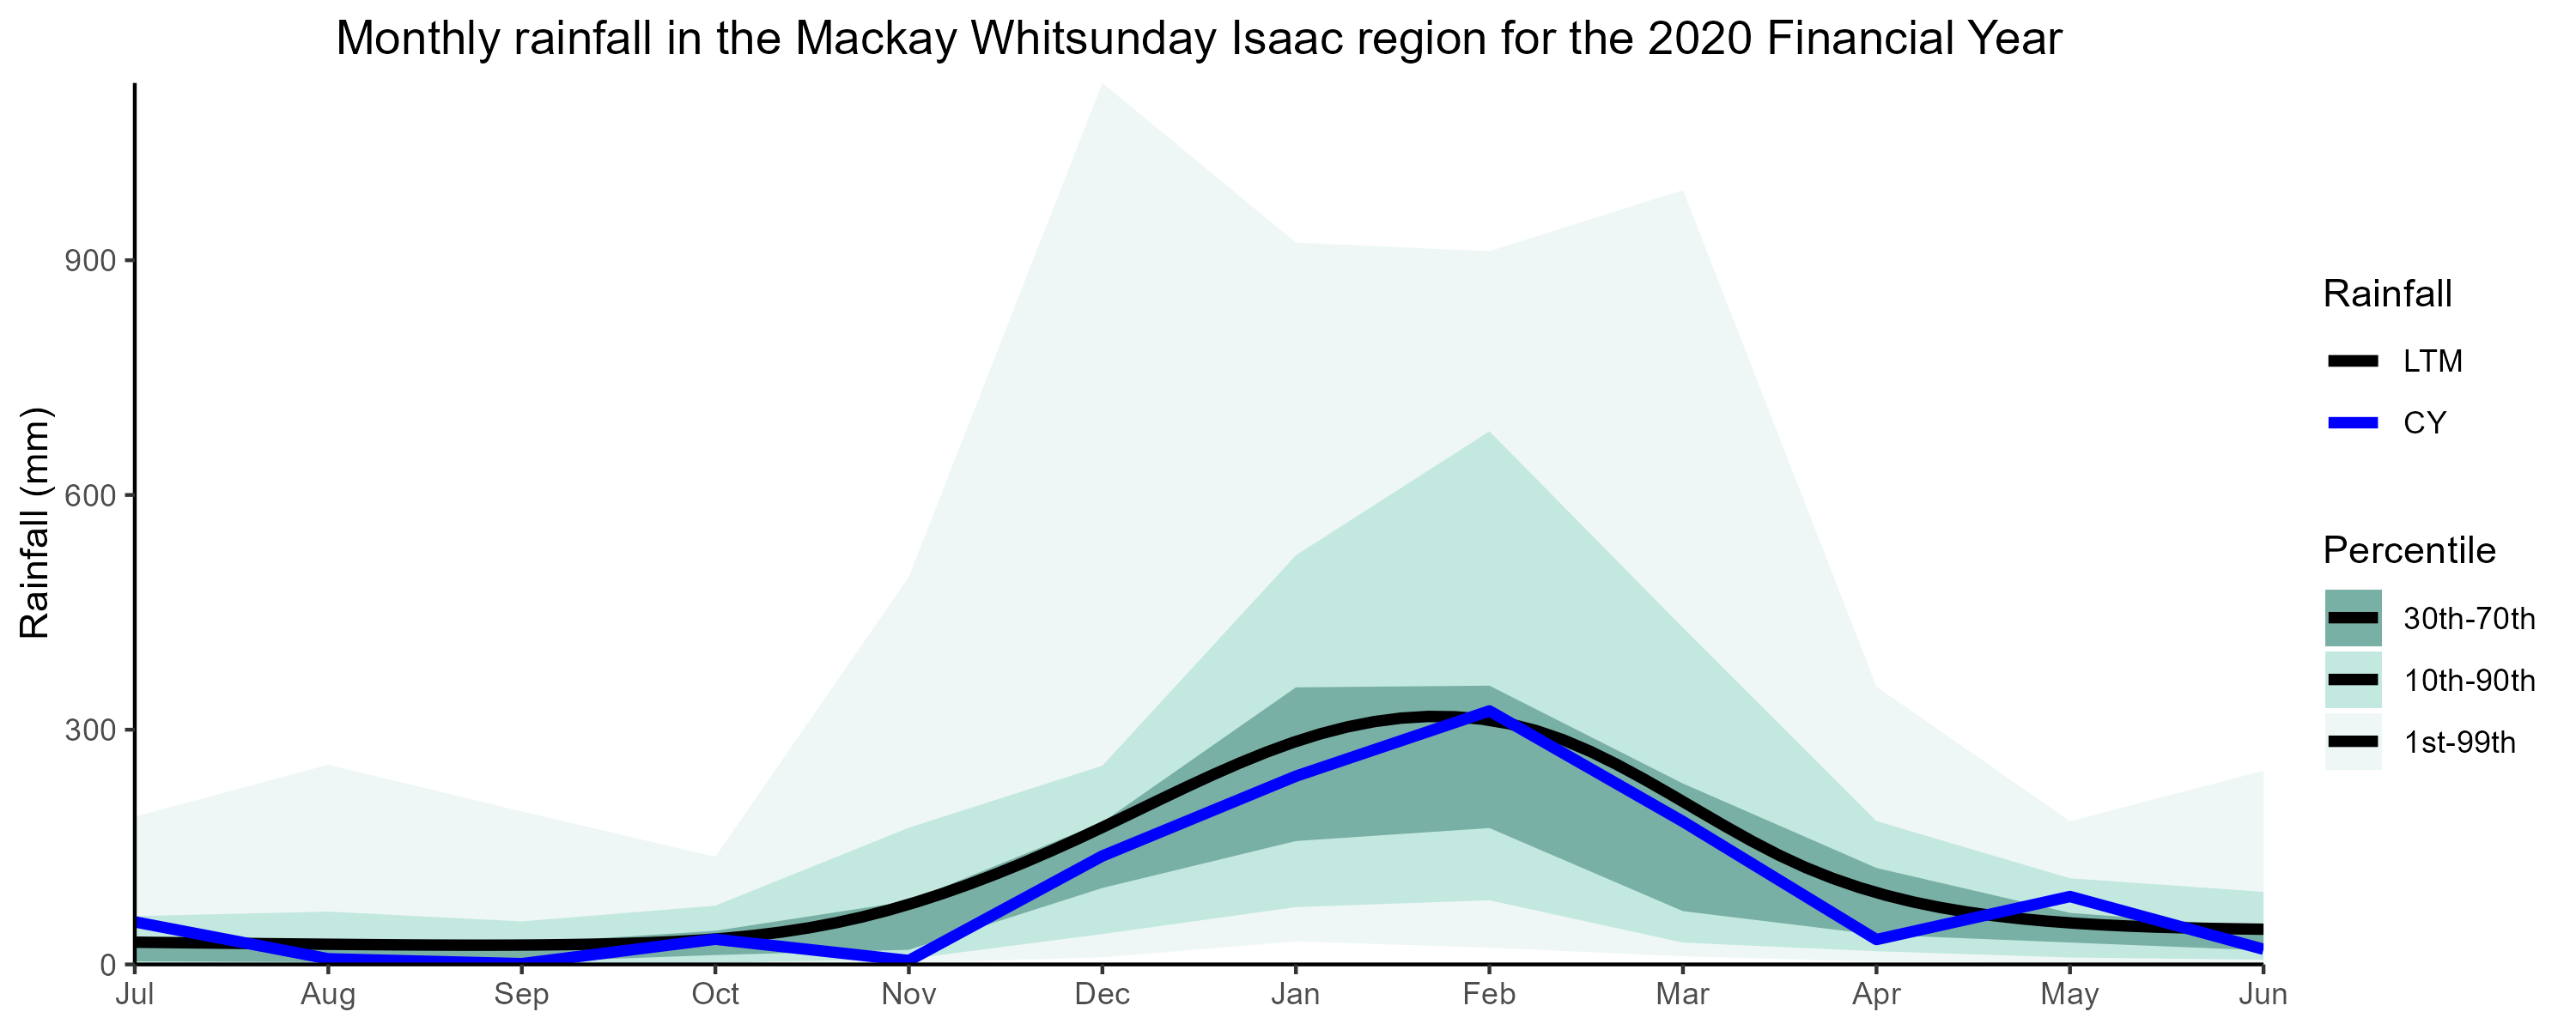 Monthly rainfall in the Mackay Whitsunday Isaac region for the 2020 Financial Year
Rainfall (mm)
900
600
300
0
Jul Aug Sep Oct Nov Dec Jan Feb Mar Apr May Jun
Rainfall
LTM
CY
Percentile
30th-70th
10th-90th
1st-99th